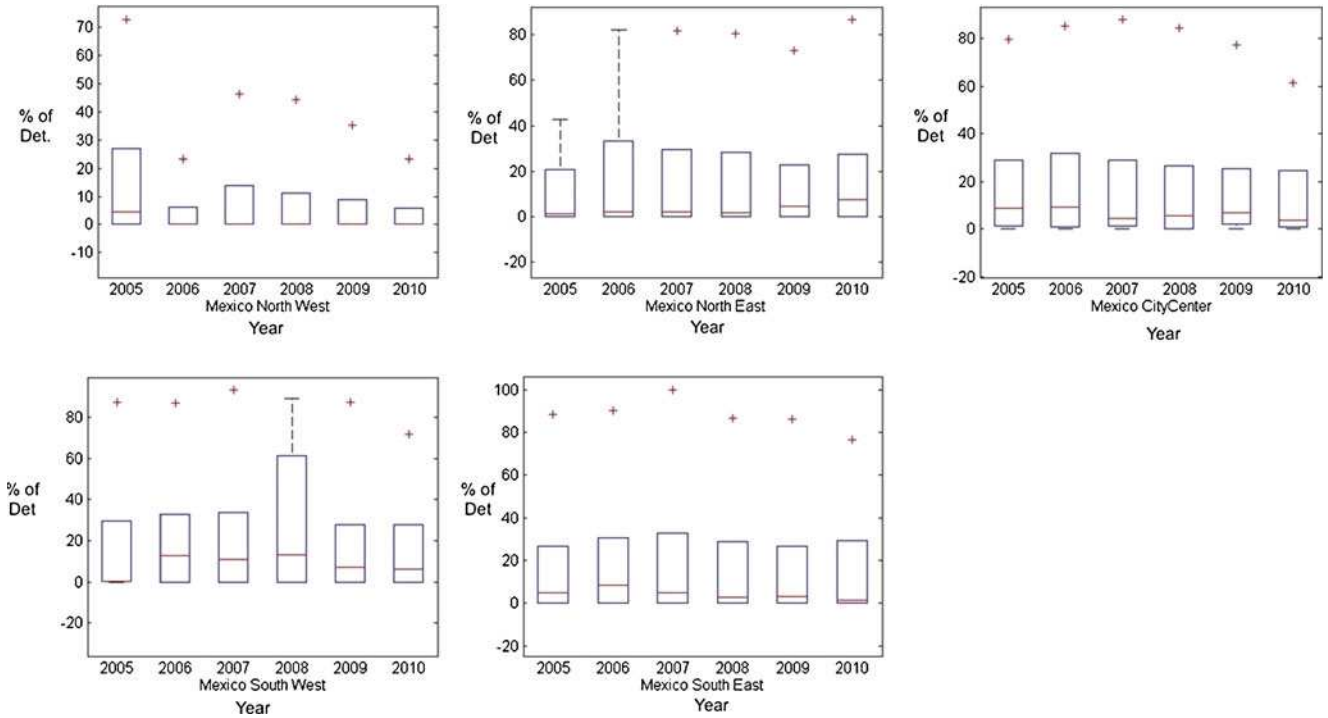 70
60
50
40
30
20
10
0
-10
% of
Det.
2005 2006 2007 2008 2009 2010
Mexico North West
Year
80
60
40
20
0
-20
% of
Det
2005 2006 2007 2008 2009 2010
Mexico North East
Year
80
60
40
20
0
-20
% of
Det
2005 2006 2007 2008 2009 2010
Mexico CityCenter
Year
80
60
40
20
0
-20
% of
Det
2005 2006 2007 2008 2009 2010
Mexico South West
Year
100
80
60
40
20
0
-20
% of
Det
2005 2006 2007 2008 2009 2010
Mexico South East
Year